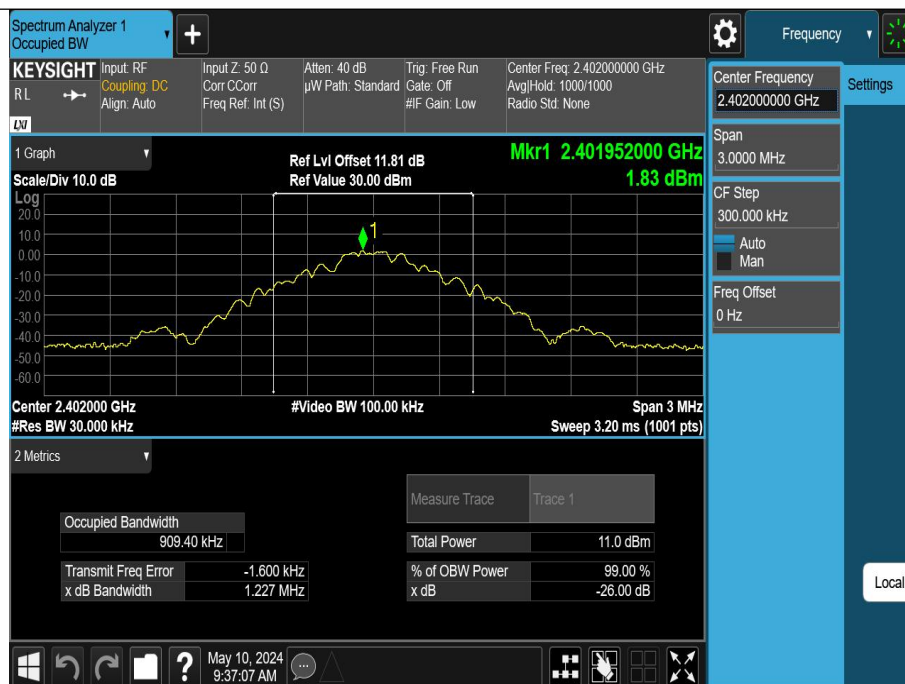 Spectrum Analyzer 1
Occupied BW
+
Frequency
KEYSIGHT
RL
LXI
Input: RF
Coupling: DC
Align: Auto
Input Z: 50 Ω
Corr CCorr
Freq Ref: Int (S)
Atten: 40 dB
µW Path: Standard
Trig: Free Run
Gate: Off
#IF Gain: Low
Center Freq: 2.402000000 GHz
Avg|Hold: 1000/1000
Radio Std: None
Center Frequency
2.402000000 GHz
Settings
Span
3.0000 MHz
CF Step
300.000 kHz
Auto
Man
Freq Offset
0 Hz
Local
1 Graph
Scale/Div 10.0 dB
Ref Lvl Offset 11.81 dB
Ref Value 30.00 dBm
Mkr1 2.401952000 GHz
1.83 dBm
Log
20.0
10.0
0.00
-10.0
-20.0
-30.0
-40.0
-50.0
-60.0
1
Center 2.402000 GHz
#Res BW 30.000 kHz
#Video BW 100.00 kHz
Span 3 MHz
Sweep 3.20 ms (1001 pts)
2 Metrics
Measure Trace Trace 1
Occupied Bandwidth
909.40 kHz
Total Power 11.0 dBm
Transmit Freq Error -1.600 kHz
% of OBW Power 99.00 %
x dB Bandwidth 1.227 MHz
x dB -26.00 dB
?
May 10, 2024
9:37:07 AM